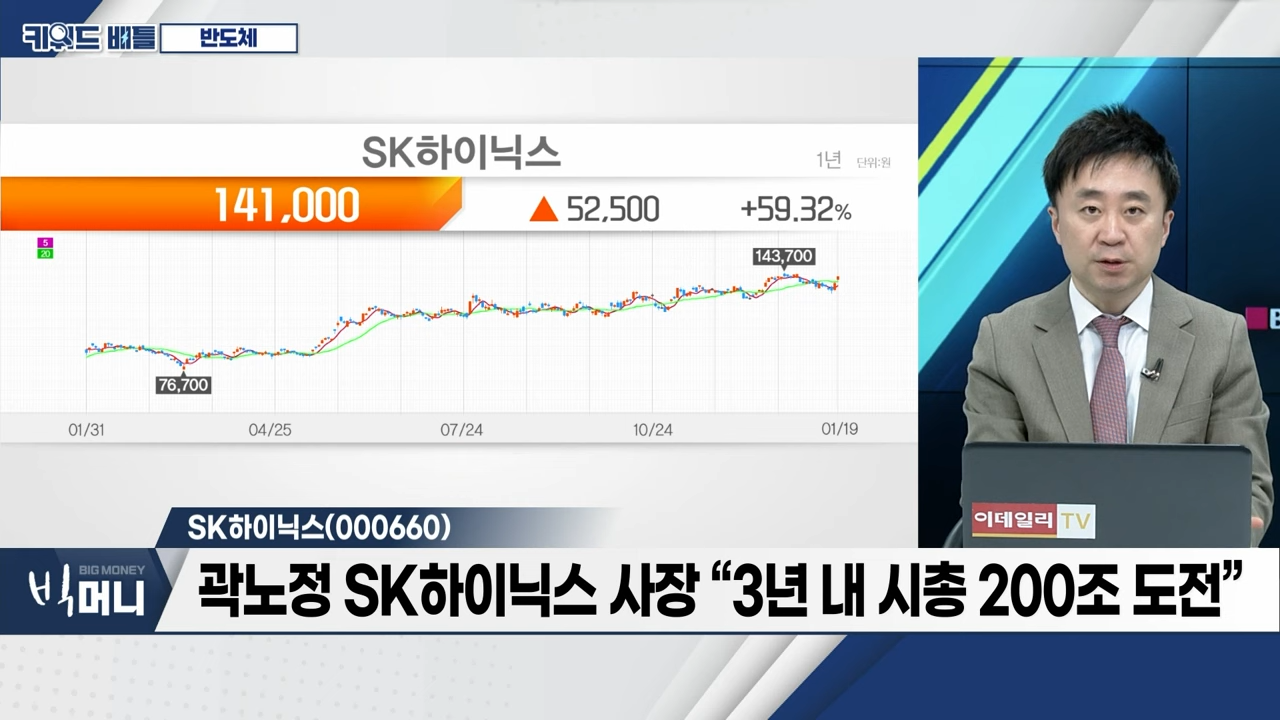 키워드 배틀 반도체
SK하이닉스
1년 단위:원
141,000 ▲ 52,500 +59.32%
5
20
143,700
76,700
01/31 04/25 07/24 10/24 01/19
이데일리 TV
SK하이닉스(000660)
BIG MONEY
빅머니
곽노정 SK하이닉스 사장 “3년 내 시총 200조 도전”